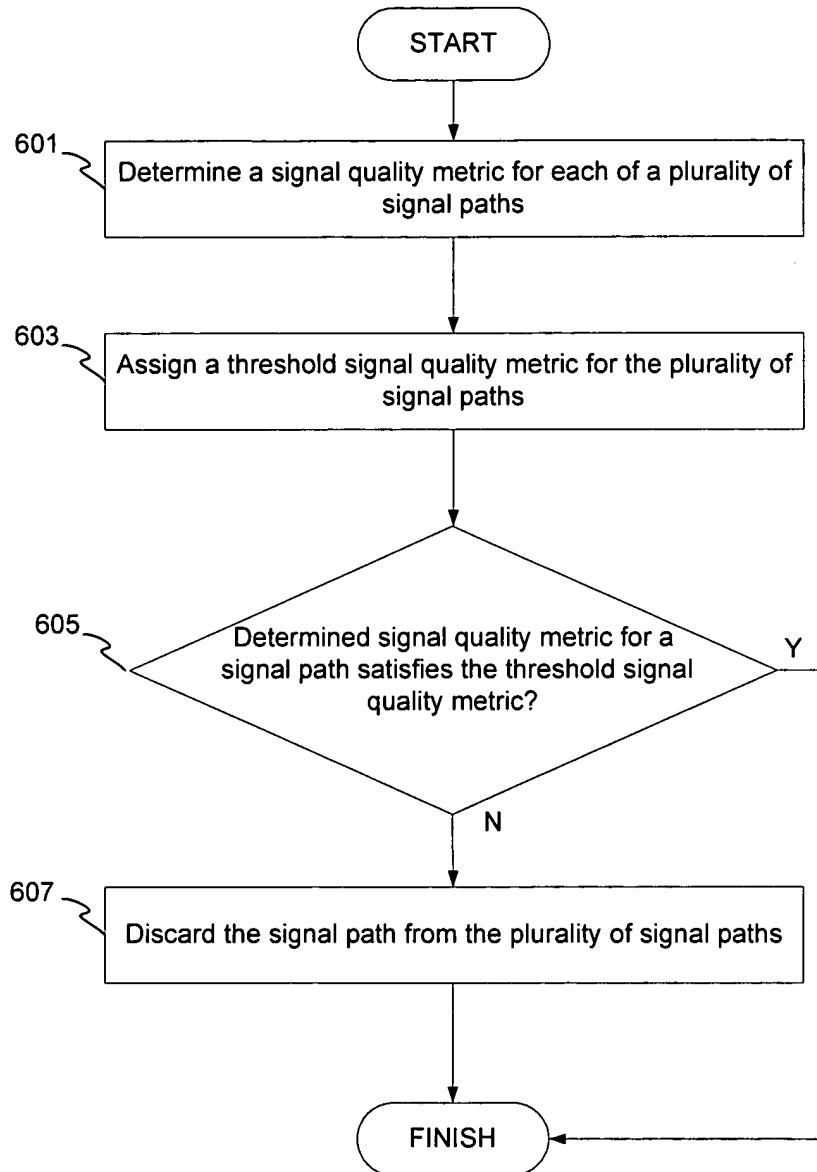 START
601
Determine a signal quality metric for each of a plurality of
signal paths
603
Assign a threshold signal quality metric for the plurality of
signal paths
605
Determined signal quality metric for a
signal path satisfies the threshold signal
quality metric?
Y
N
607
Discard the signal path from the plurality of signal paths
FINISH